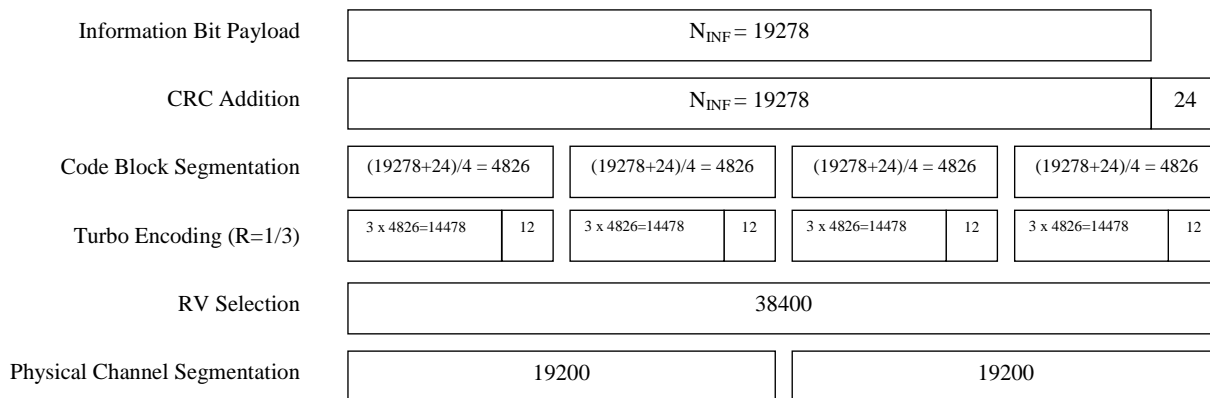 Information Bit Payload N_INF = 19278
CRC Addition N_INF = 19278 24
Code Block Segmentation (19278+24)/4 = 4826 (19278+24)/4 = 4826 (19278+24)/4 = 4826 (19278+24)/4 = 4826
Turbo Encoding (R=1/3) 3 x 4826=14478 12 3 x 4826=14478 12 3 x 4826=14478 12 3 x 4826=14478 12
RV Selection 38400
Physical Channel Segmentation 19200 19200